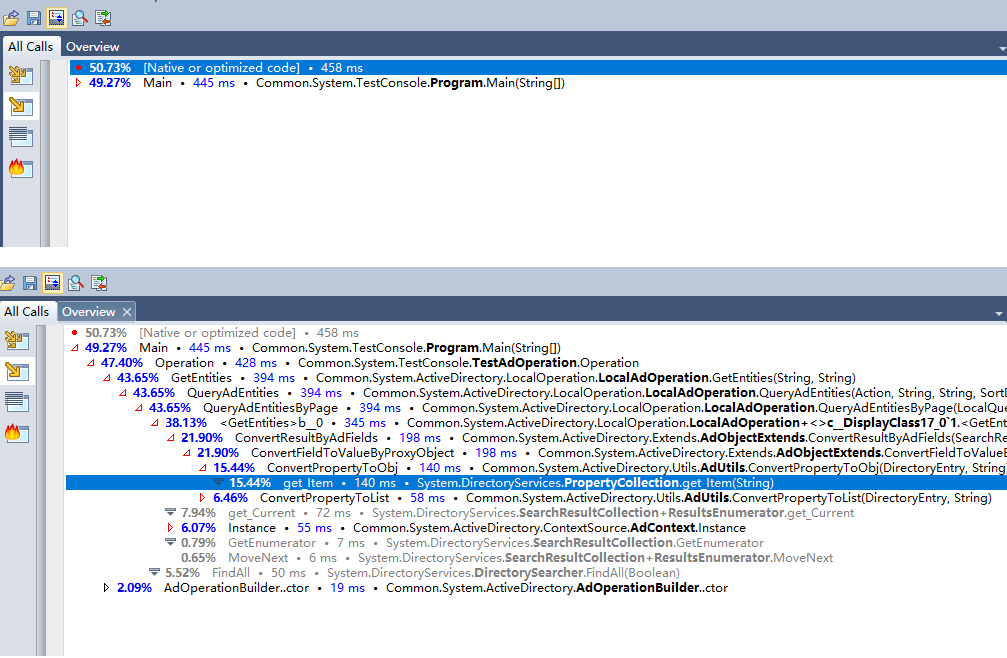 All Calls Overview
50.73% [Native or optimized code] • 458 ms
49.27% Main • 445 ms • Common.System.TestConsole.Program.Main(String[])
All Calls Overview
50.73% [Native or optimized code] • 458 ms
49.27% Main • 445 ms • Common.System.TestConsole.Program.Main(String[])
47.40% Operation • 428 ms • Common.System.TestConsole.TestAdOperation.Operation
43.65% GetEntities • 394 ms • Common.System.ActiveDirectory.LocalOperation.LocalAdOperation.GetEntities(String, String)
43.65% QueryAdEntities • 394 ms • Common.System.ActiveDirectory.LocalOperation.LocalAdOperation.QueryAdEntities(Action, String, String, SortD
43.65% QueryAdEntitiesByPage • 394 ms • Common.System.ActiveDirectory.LocalOperation.LocalAdOperation.QueryAdEntitiesByPage(LocalQue
38.13% <GetEntities>b__0 • 345 ms • Common.System.ActiveDirectory.LocalOperation.LocalAdOperation+<>c__DisplayClass17_0`1.<GetEnt
21.90% ConvertResultByAdFields • 198 ms • Common.System.ActiveDirectory.Extends.AdObjectExtends.ConvertResultByAdFields(SearchRe
21.90% ConvertFieldToValueByProxyObject • 198 ms • Common.System.ActiveDirectory.Extends.AdObjectExtends.ConvertFieldToValueB
15.44% ConvertPropertyToObj • 140 ms • Common.System.ActiveDirectory.Utils.AdUtils.ConvertPropertyToObj(DirectoryEntry, String)
15.44% get_Item • 140 ms • System.DirectoryServices.PropertyCollection.get_Item(String)
6.46% ConvertPropertyToList • 58 ms • Common.System.ActiveDirectory.Utils.AdUtils.ConvertPropertyToList(DirectoryEntry, String)
7.94% get_Current • 72 ms • System.DirectoryServices.SearchResultCollection+ResultsEnumerator.get_Current
6.07% Instance • 55 ms • Common.System.ActiveDirectory.ContextSource.AdContext.Instance
0.79% GetEnumerator • 7 ms • System.DirectoryServices.SearchResultCollection.GetEnumerator
0.65% MoveNext • 6 ms • System.DirectoryServices.SearchResultCollection+ResultsEnumerator.MoveNext
5.52% FindAll • 50 ms • System.DirectoryServices.DirectorySearcher.FindAll(Boolean)
2.09% AdOperationBuilder..ctor • 19 ms • Common.System.ActiveDirectory.AdOperationBuilder..ctor